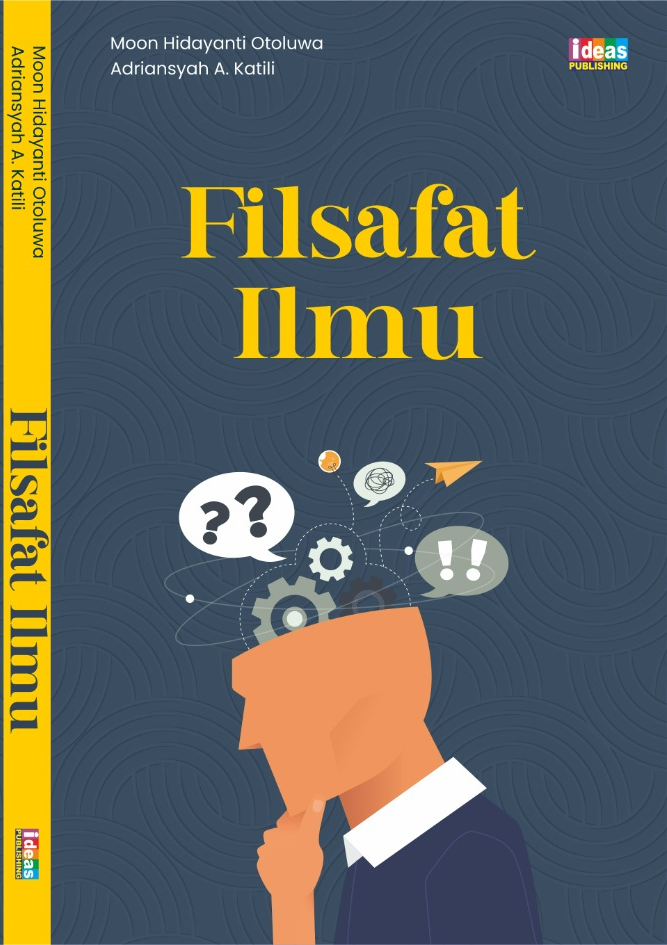 Moon Hidayanti Otoluwa
Adriansyah A. Katili
ideas
PUBLISHING
Filsafat
Ilmu
??
!!
Moon Hidayanti Otoluwa
Adriansyah A. Katili
Filsafat Ilmu
ideas
PUBLISHING